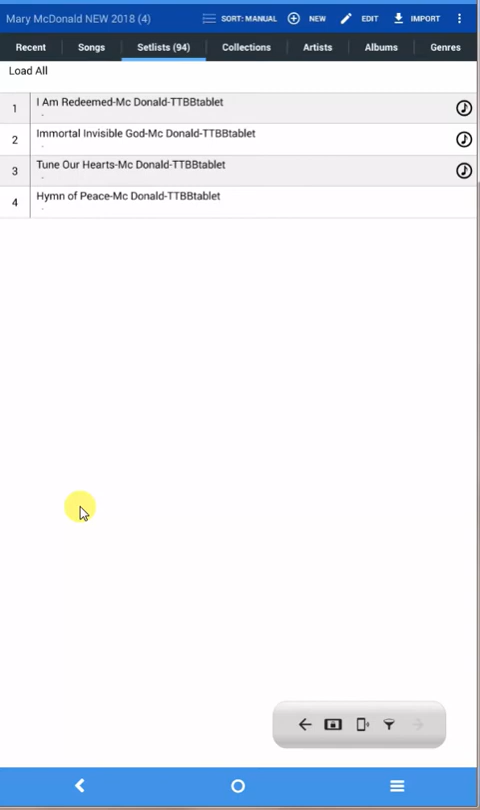 Mary McDonald NEW 2018 (4) SORT: MANUAL NEW EDIT IMPORT
Recent Songs Setlists (94) Collections Artists Albums Genres
Load All
1 I Am Redeemed-Mc Donald-TTBBtablet
2 Immortal Invisible God-Mc Donald-TTBBtablet
3 Tune Our Hearts-Mc Donald-TTBBtablet
4 Hymn of Peace-Mc Donald-TTBBtablet